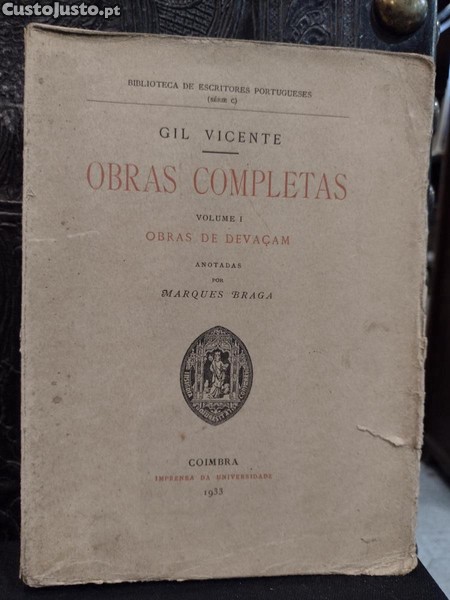 CustoJusto.pt
BIBLIOTECA DE ESCRITORES PORTUGUESES
(SÉRIE C)
GIL VICENTE
OBRAS COMPLETAS
VOLUME I
OBRAS DE DEVAÇAM
ANOTADAS
POR
MARQUES BRAGA
COIMBRA
IMPRENSA DA UNIVERSIDADE
1933